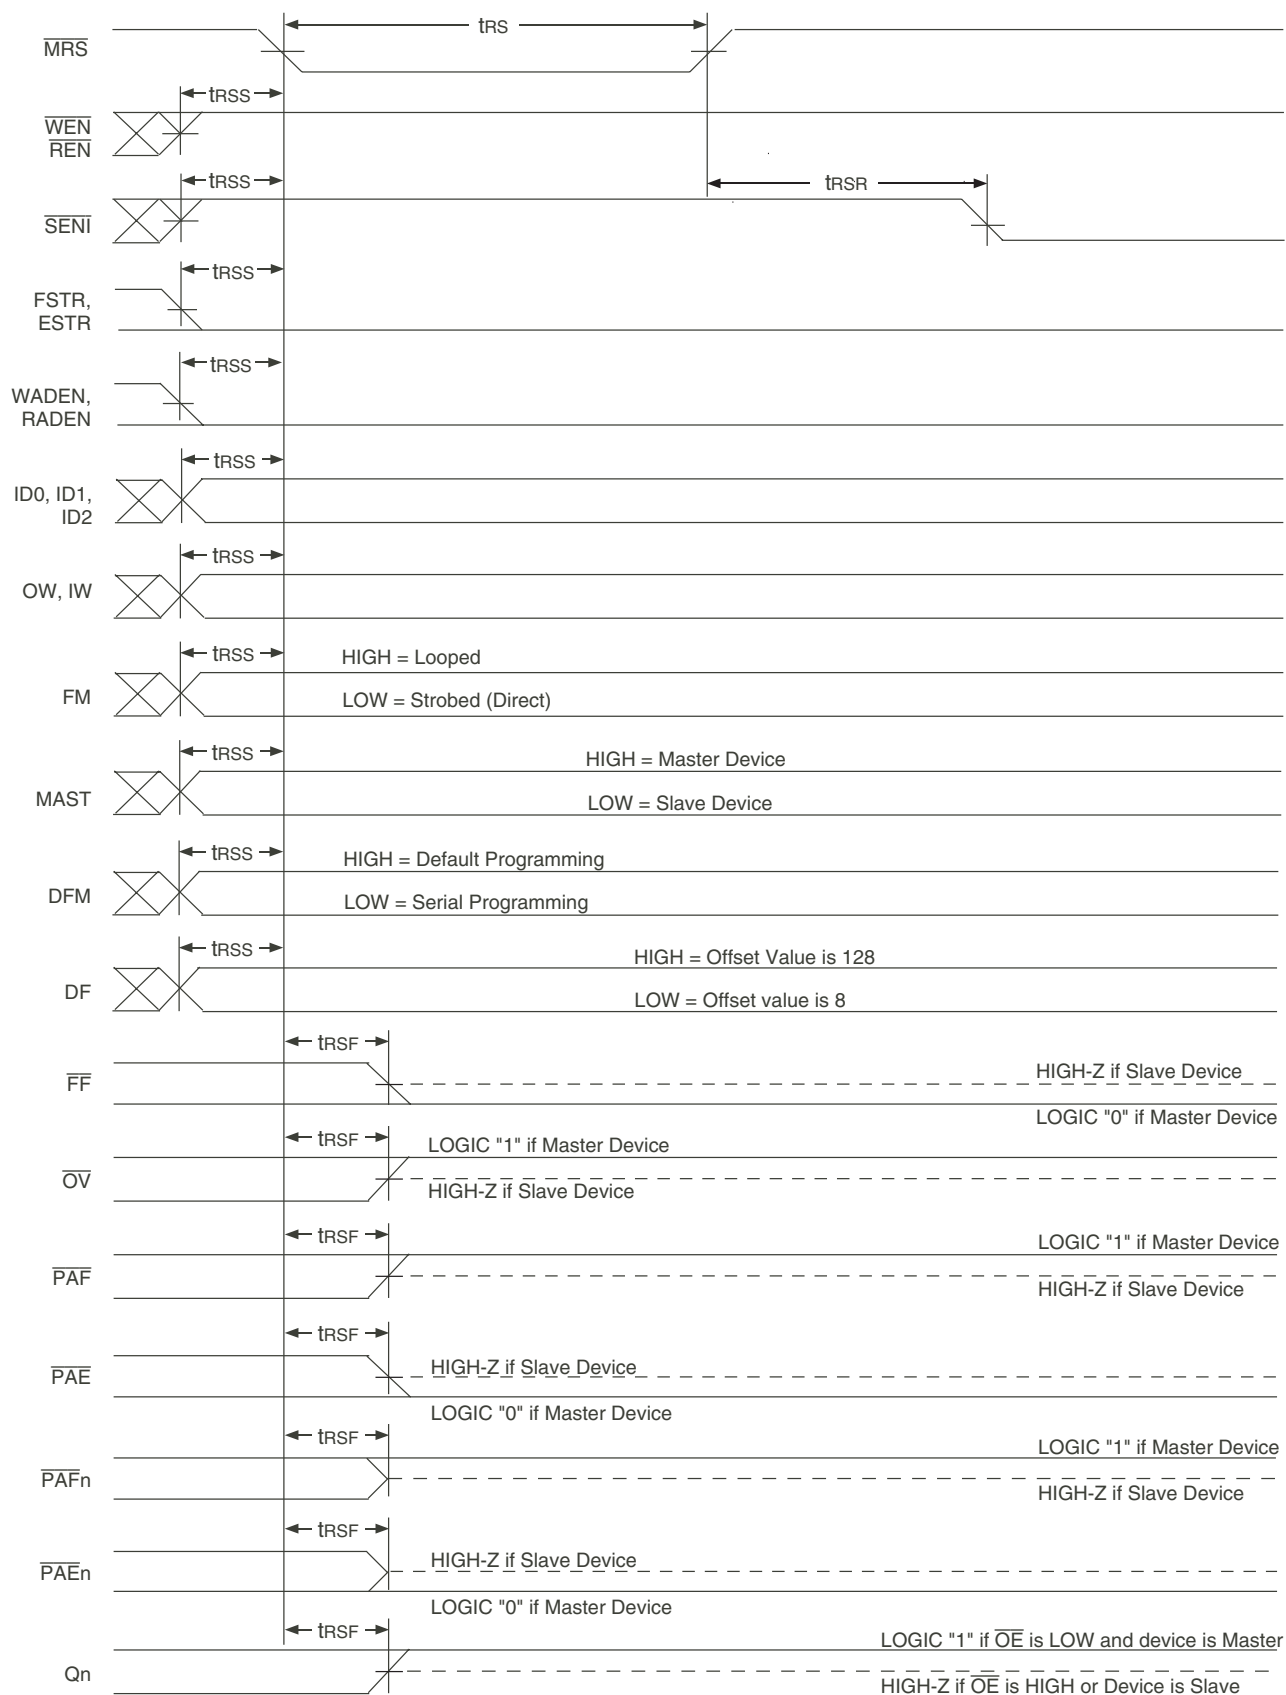 tRS
MRS
tRSS
WEN
REN
tRSS
tRSR
SENI
tRSS
FSTR,
ESTR
tRSS
WADEN,
RADEN
tRSS
ID0, ID1,
ID2
tRSS
OW, IW
tRSS
HIGH = Looped
FM
LOW = Strobed (Direct)
tRSS
HIGH = Master Device
MAST
LOW = Slave Device
tRSS
HIGH = Default Programming
DFM
LOW = Serial Programming
tRSS
HIGH = Offset Value is 128
DF
LOW = Offset value is 8
tRSF
HIGH-Z if Slave Device
FF
LOGIC "0" if Master Device
tRSF
LOGIC "1" if Master Device
OV
HIGH-Z if Slave Device
tRSF
LOGIC "1" if Master Device
PAF
HIGH-Z if Slave Device
tRSF
HIGH-Z if Slave Device
PAE
LOGIC "0" if Master Device
tRSF
LOGIC "1" if Master Device
PAFn
HIGH-Z if Slave Device
tRSF
HIGH-Z if Slave Device
PAEn
LOGIC "0" if Master Device
tRSF
LOGIC "1" if OE is LOW and device is Master
Qn
HIGH-Z if OE is HIGH or Device is Slave